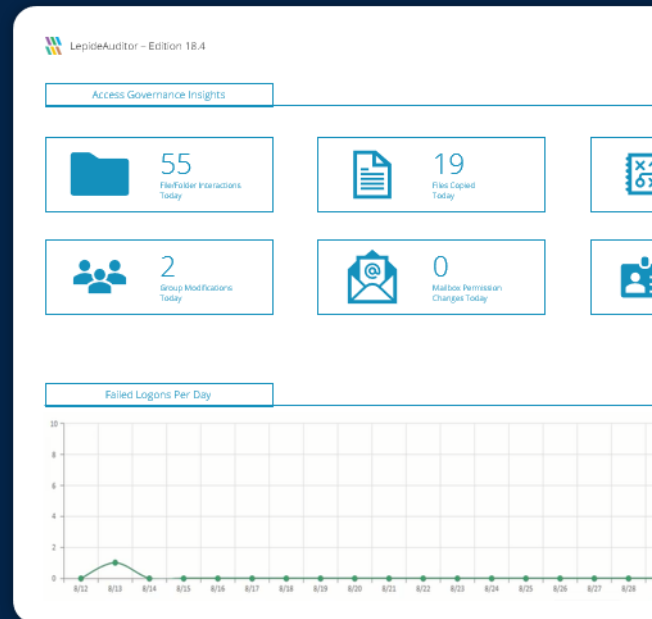 LepideAuditor – Edition 18.4
Access Governance Insights
55
File/Folder Interactions
Today
19
Files Copied
Today
2
Group Modifications
Today
0
Mailbox Permission
Changes Today
Failed Logons Per Day
10
8
6
4
2
0
8/12 8/13 8/14 8/15 8/16 8/17 8/18 8/19 8/20 8/21 8/22 8/23 8/24 8/25 8/26 8/27 8/28